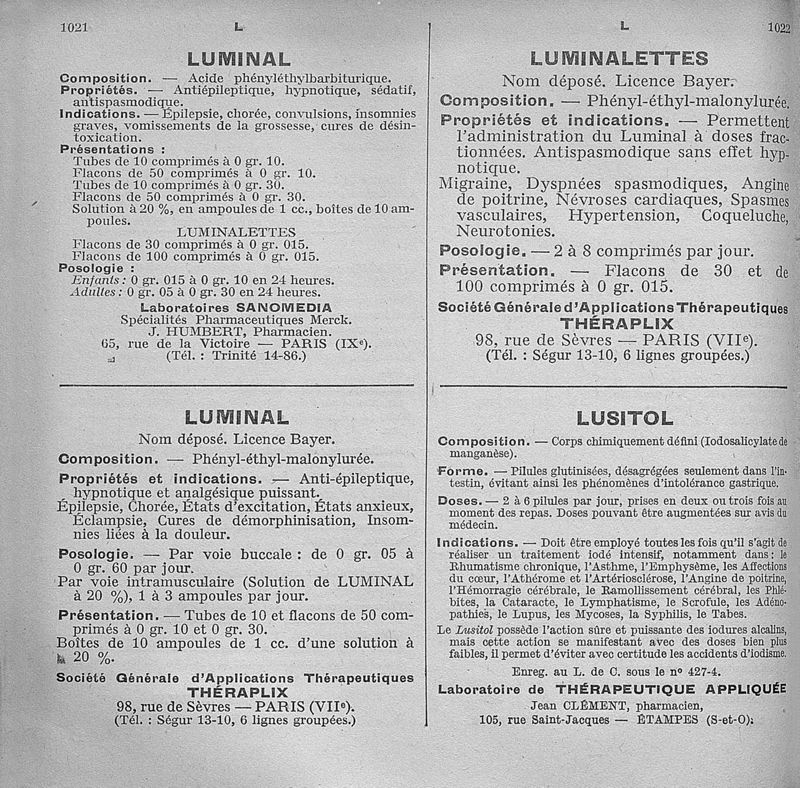 1021
L
LUMINAL
Composition. — Acide phényléthylbarbiturique.
Propriétés. — Antiépileptique, hypnotique, sédatif,
antispasmodique.
Indications. — Épilepsie, chorée, convulsions, insomnies
graves, vomissements de la grossesse, cures de désin-
toxication.
Présentations :
Tubes de 10 comprimés à 0 gr. 10.
Flacons de 50 comprimés à 0 gr. 10.
Tubes de 10 comprimés à 0 gr. 30.
Flacons de 50 comprimés à 0 gr. 30.
Solution à 20 %, en ampoules de 1 cc., boîtes de 10 am-
poules.
LUMINALETTES
Flacons de 30 comprimés à 0 gr. 015.
Flacons de 100 comprimés à 0 gr. 015.
Posologie :
Enfants : 0 gr. 015 à 0 gr. 10 en 24 heures.
Adultes : 0 gr. 05 à 0 gr. 30 en 24 heures.
Laboratoires SANOMEDIA
Spécialités Pharmaceutiques Merck.
J. HUMBERT, Pharmacien.
65, rue de la Victoire — PARIS (IXe).
(Tél. : Trinité 14-86.)
LUMINAL
Nom déposé. Licence Bayer.
Composition. — Phényl-éthyl-malonylurée.
Propriétés et indications. — Anti-épileptique,
hypnotique et analgésique puissant.
Épilepsie, Chorée, États d'excitation, États anxieux,
Éclampsie, Cures de démorphinisation, Insom-
nies liées à la douleur.
Posologie. — Par voie buccale : de 0 gr. 05 à
0 gr. 60 par jour.
Par voie intramusculaire (Solution de LUMINAL
à 20 %), 1 à 3 ampoules par jour.
Présentation. — Tubes de 10 et flacons de 50 com-
primés à 0 gr. 10 et 0 gr. 30.
Boîtes de 10 ampoules de 1 cc. d'une solution à
20 %.
Société Générale d'Applications Thérapeutiques
THÉRAPLIX
98, rue de Sèvres — PARIS (VIIe).
(Tél. : Ségur 13-10, 6 lignes groupées.)
L
1022
LUMINALETTES
Nom déposé. Licence Bayer.
Composition. — Phényl-éthyl-malonylurée.
Propriétés et indications. — Permettent
l'administration du Luminal à doses frac-
tionnées. Antispasmodique sans effet hyp-
notique.
Migraine, Dyspnées spasmodiques, Angine
de poitrine, Névroses cardiaques, Spasmes
vasculaires, Hypertension, Coqueluche,
Neurotonies.
Posologie. — 2 à 8 comprimés par jour.
Présentation. — Flacons de 30 et de
100 comprimés à 0 gr. 015.
Société Générale d'Applications Thérapeutiques
THÉRAPLIX
98, rue de Sèvres — PARIS (VIIe).
(Tél. : Ségur 13-10, 6 lignes groupées.)
LUSITOL
Composition. — Corps chimiquement défini (Iodosalicylate de
manganèse).
Forme. — Pilules glutinisées, désagrégées seulement dans l'in-
testin, évitant ainsi les phénomènes d'intolérance gastrique.
Doses. — 2 à 6 pilules par jour, prises en deux ou trois fois au
moment des repas. Doses pouvant être augmentées sur avis du
médecin.
Indications. — Doit être employé toutes les fois qu'il s'agit de
réaliser un traitement iodé intensif, notamment dans : le
Rhumatisme chronique, l'Asthme, l'Emphysème, les Affections
du cœur, l'Athérome et l'Artériosclérose, l'Angine de poitrine,
l'Hémorragie cérébrale, le Ramollissement cérébral, les Phlé-
bites, la Cataracte, le Lymphatisme, le Scrofule, les Adéno-
pathies, le Lupus, les Mycoses, la Syphilis, le Tabes.
Le Lusitol possède l'action sûre et puissante des iodures alcalins,
mais cette action se manifestant avec des doses bien plus
faibles, il permet d'éviter avec certitude les accidents d'iodisme.
Enreg. au L. de C. sous le n° 427-4.
Laboratoire de THÉRAPEUTIQUE APPLIQUÉE
Jean CLÉMENT, pharmacien,
105, rue Saint-Jacques — ÉTAMPES (S-et-O);